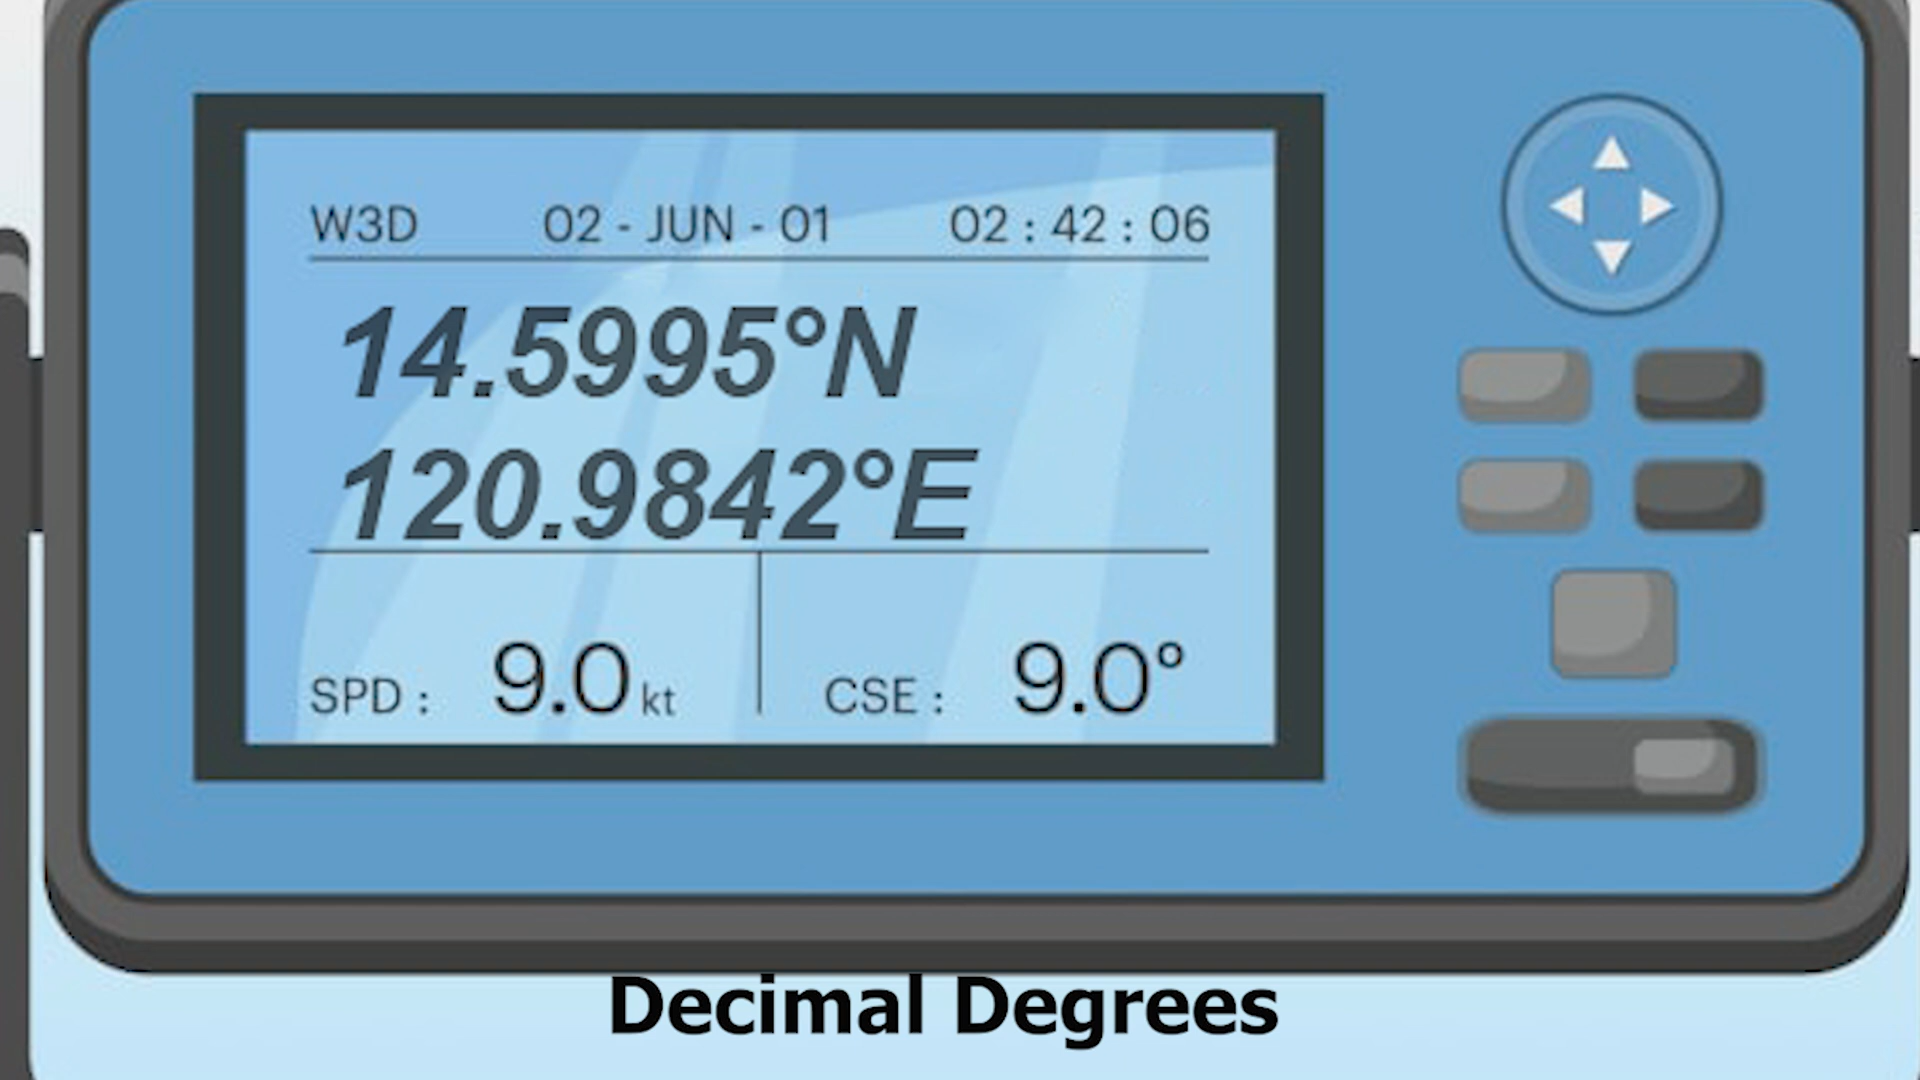 W3D 02 - JUN - 01 02 : 42 : 06
14.5995°N
120.9842°E
SPD : 9.0 kt CSE : 9.0°
Decimal Degrees